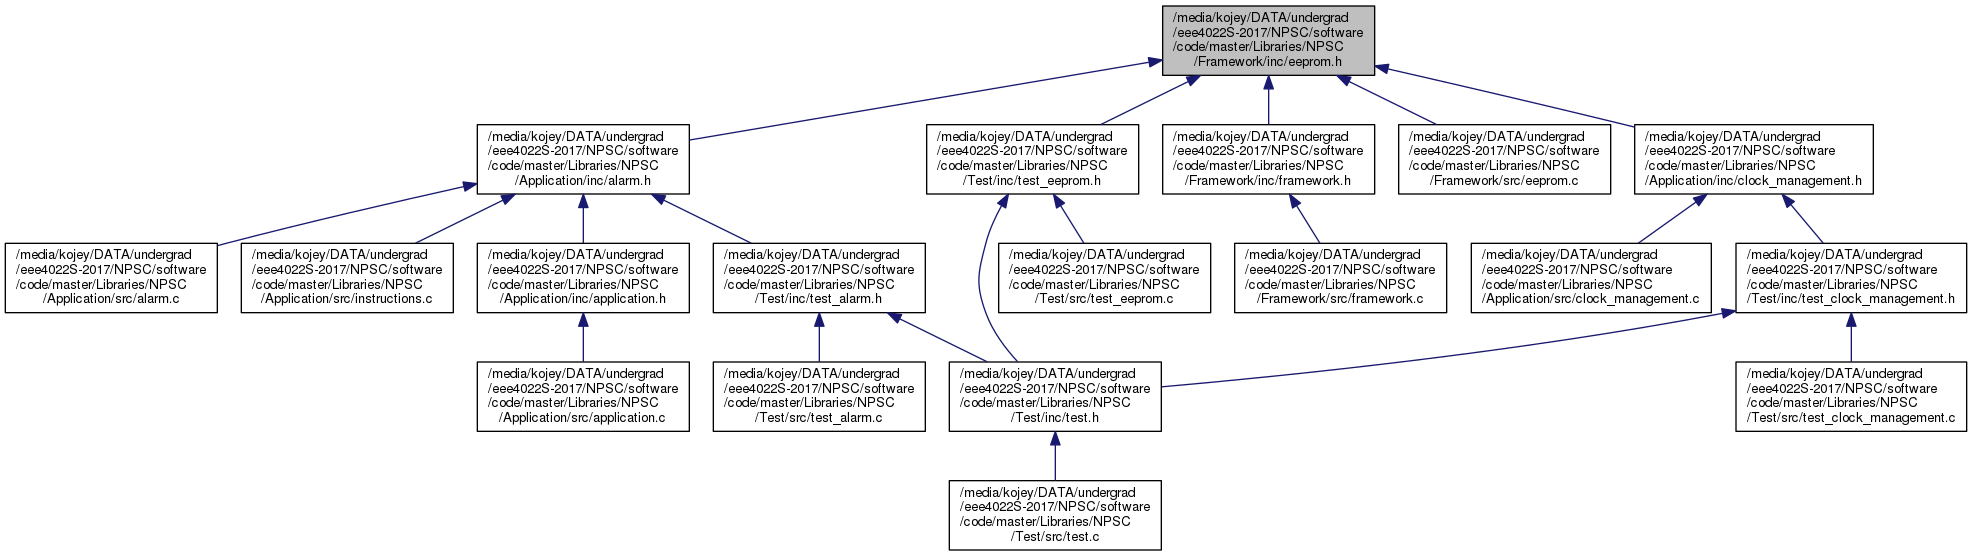 /media/kojey/DATA/undergrad
/eee4022S-2017/NPSC/software
/code/master/Libraries/NPSC
/Framework/inc/eeprom.h
/media/kojey/DATA/undergrad
/eee4022S-2017/NPSC/software
/code/master/Libraries/NPSC
/Application/inc/alarm.h
/media/kojey/DATA/undergrad
/eee4022S-2017/NPSC/software
/code/master/Libraries/NPSC
/Test/inc/test_eeprom.h
/media/kojey/DATA/undergrad
/eee4022S-2017/NPSC/software
/code/master/Libraries/NPSC
/Framework/inc/framework.h
/media/kojey/DATA/undergrad
/eee4022S-2017/NPSC/software
/code/master/Libraries/NPSC
/Framework/src/eeprom.c
/media/kojey/DATA/undergrad
/eee4022S-2017/NPSC/software
/code/master/Libraries/NPSC
/Application/inc/clock_management.h
/media/kojey/DATA/undergrad
/eee4022S-2017/NPSC/software
/code/master/Libraries/NPSC
/Application/src/alarm.c
/media/kojey/DATA/undergrad
/eee4022S-2017/NPSC/software
/code/master/Libraries/NPSC
/Application/src/instructions.c
/media/kojey/DATA/undergrad
/eee4022S-2017/NPSC/software
/code/master/Libraries/NPSC
/Application/inc/application.h
/media/kojey/DATA/undergrad
/eee4022S-2017/NPSC/software
/code/master/Libraries/NPSC
/Test/inc/test_alarm.h
/media/kojey/DATA/undergrad
/eee4022S-2017/NPSC/software
/code/master/Libraries/NPSC
/Test/src/test_eeprom.c
/media/kojey/DATA/undergrad
/eee4022S-2017/NPSC/software
/code/master/Libraries/NPSC
/Framework/src/framework.c
/media/kojey/DATA/undergrad
/eee4022S-2017/NPSC/software
/code/master/Libraries/NPSC
/Application/src/clock_management.c
/media/kojey/DATA/undergrad
/eee4022S-2017/NPSC/software
/code/master/Libraries/NPSC
/Test/inc/test_clock_management.h
/media/kojey/DATA/undergrad
/eee4022S-2017/NPSC/software
/code/master/Libraries/NPSC
/Application/src/application.c
/media/kojey/DATA/undergrad
/eee4022S-2017/NPSC/software
/code/master/Libraries/NPSC
/Test/src/test_alarm.c
/media/kojey/DATA/undergrad
/eee4022S-2017/NPSC/software
/code/master/Libraries/NPSC
/Test/inc/test.h
/media/kojey/DATA/undergrad
/eee4022S-2017/NPSC/software
/code/master/Libraries/NPSC
/Test/src/test_clock_management.c
/media/kojey/DATA/undergrad
/eee4022S-2017/NPSC/software
/code/master/Libraries/NPSC
/Test/src/test.c